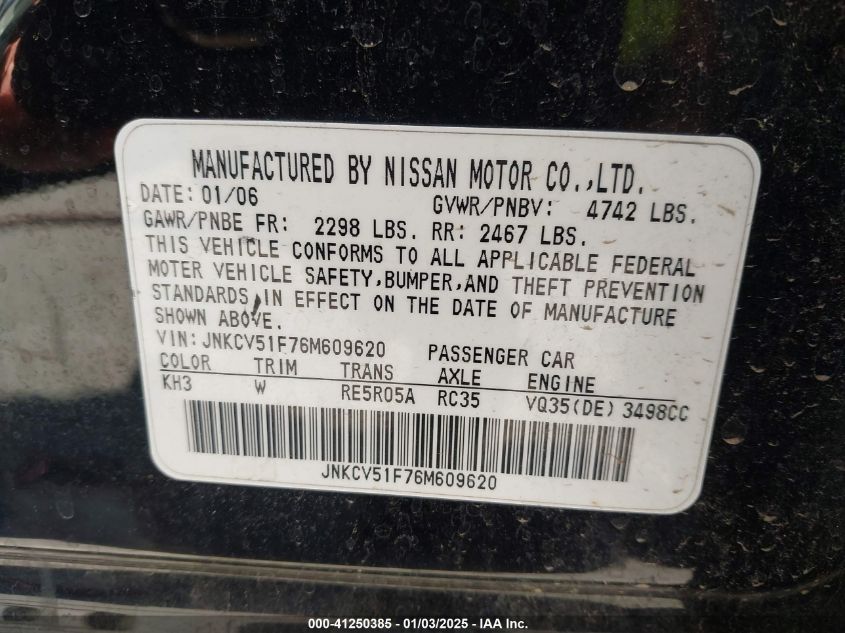 MANUFACTURED BY NISSAN MOTOR CO.,LTD.
DATE: 01/06 GVWR/PNBV: 4742 LBS.
GAWR/PNBE FR: 2298 LBS. RR: 2467 LBS.
THIS VEHICLE CONFORMS TO ALL APPLICABLE FEDERAL
MOTER VEHICLE SAFETY,BUMPER,AND THEFT PREVENTION
STANDARDS IN EFFECT ON THE DATE OF MANUFACTURE
SHOWN ABOVE.
VIN: JNKCV51F76M609620 PASSENGER CAR
COLOR TRIM TRANS AXLE ENGINE
KH3 W RE5R05A RC35 VQ35(DE) 3498CC
JNKCV51F76M609620
000-41250385 - 01/03/2025 - IAA Inc.